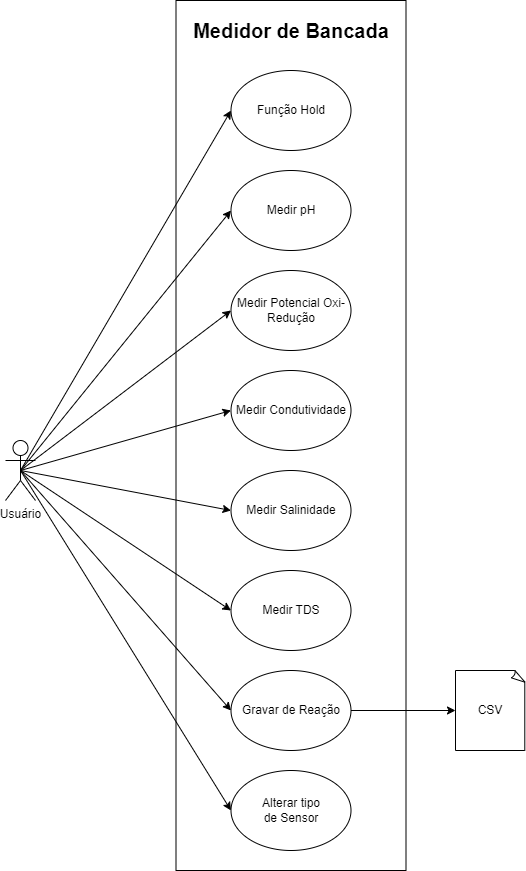 Medidor de Bancada
Função Hold
Medir pH
Medir Potencial Oxi-
Redução
Medir Condutividade
Usuário
Medir Salinidade
Medir TDS
Gravar de Reação
CSV
Alterar tipo
de Sensor